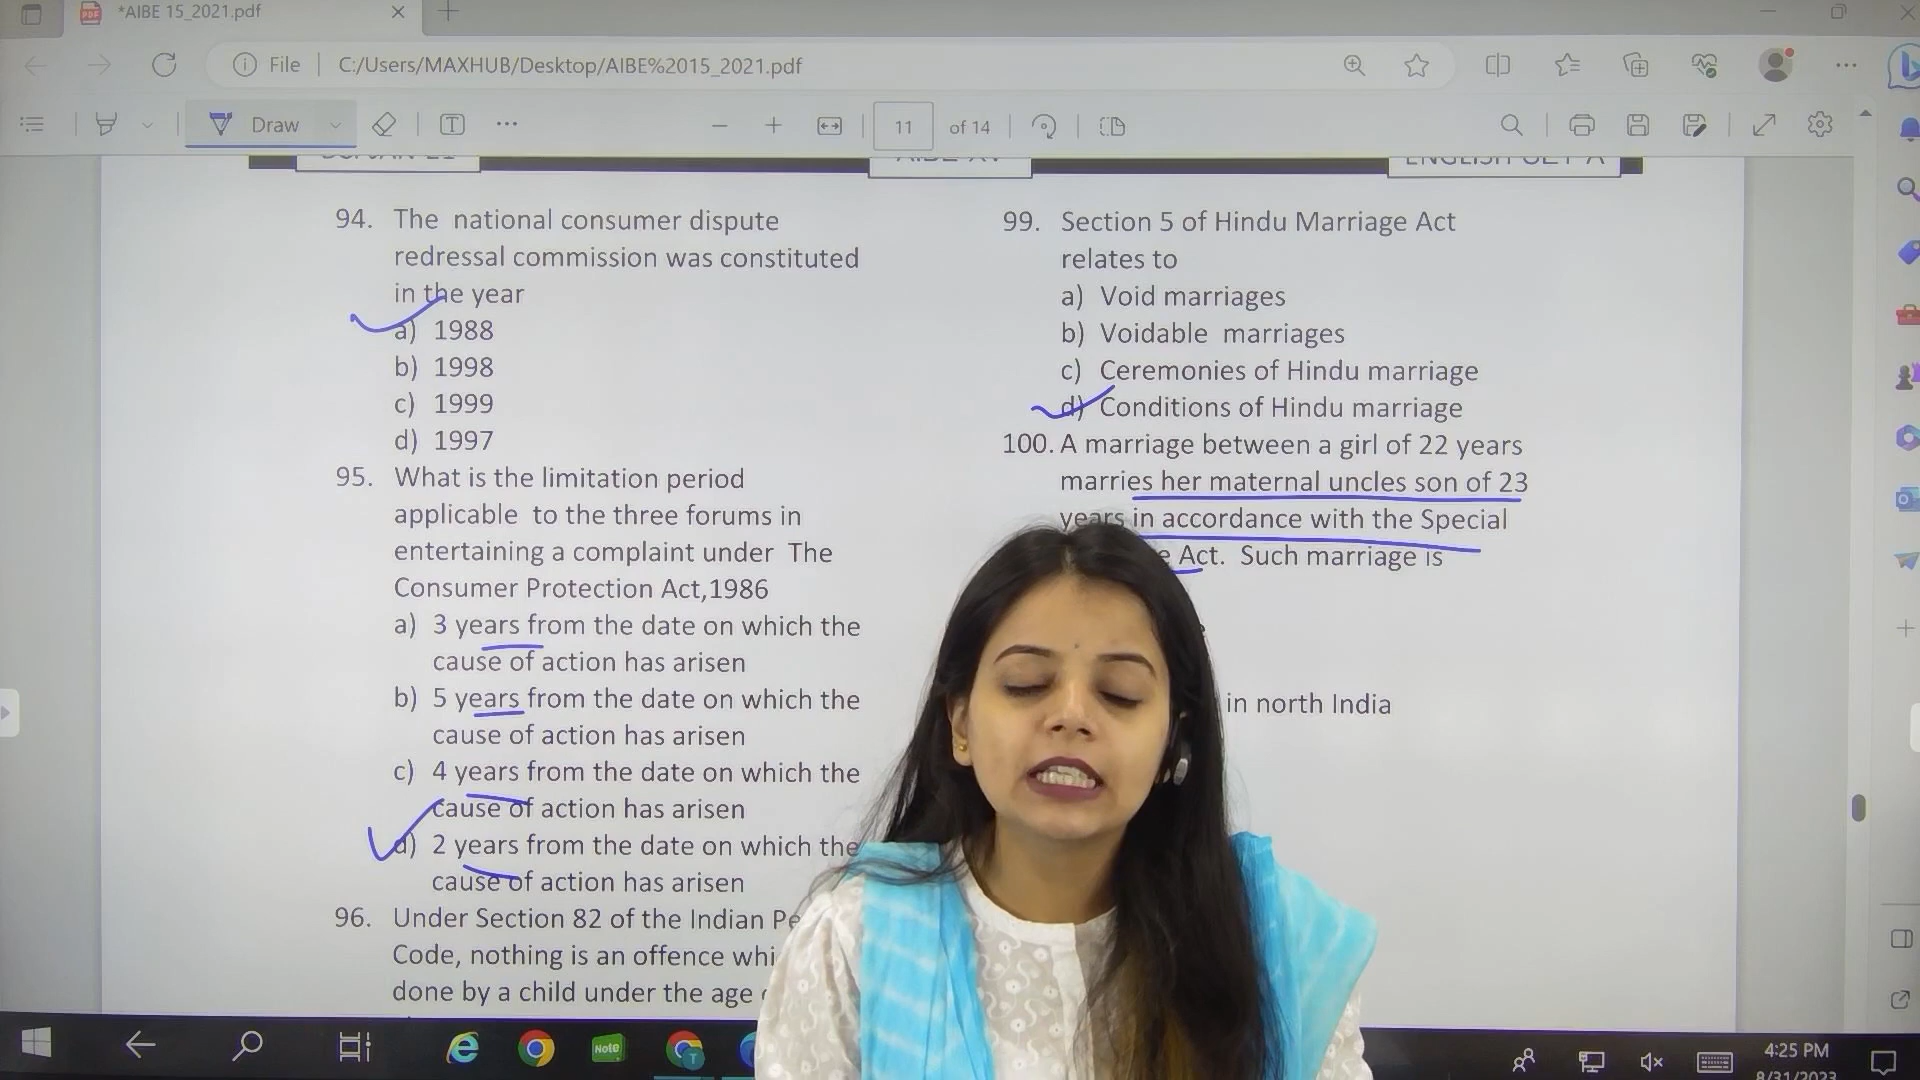 *AIBE 15_2021.pdf
File
C:/Users/MAXHUB/Desktop/AIBE%2015_2021.pdf
Draw
11 of 14
94. The national consumer dispute
redressal commission was constituted
in the year
a) 1988
b) 1998
c) 1999
d) 1997
95. What is the limitation period
applicable to the three forums in
entertaining a complaint under The
Consumer Protection Act,1986
a) 3 years from the date on which the
cause of action has arisen
b) 5 years from the date on which the
cause of action has arisen
c) 4 years from the date on which the
cause of action has arisen
d) 2 years from the date on which the
cause of action has arisen
96. Under Section 82 of the Indian
Code, nothing is an offence
done by a child under the age
99. Section 5 of Hindu Marriage Act
relates to
a) Void marriages
b) Voidable marriages
c) Ceremonies of Hindu marriage
d) Conditions of Hindu marriage
100. A marriage between a girl of 22 years
marries her maternal uncles son of 23
years in accordance with the Special
Act. Such marriage is
in north India
Note
4:25 PM
8/31/2023